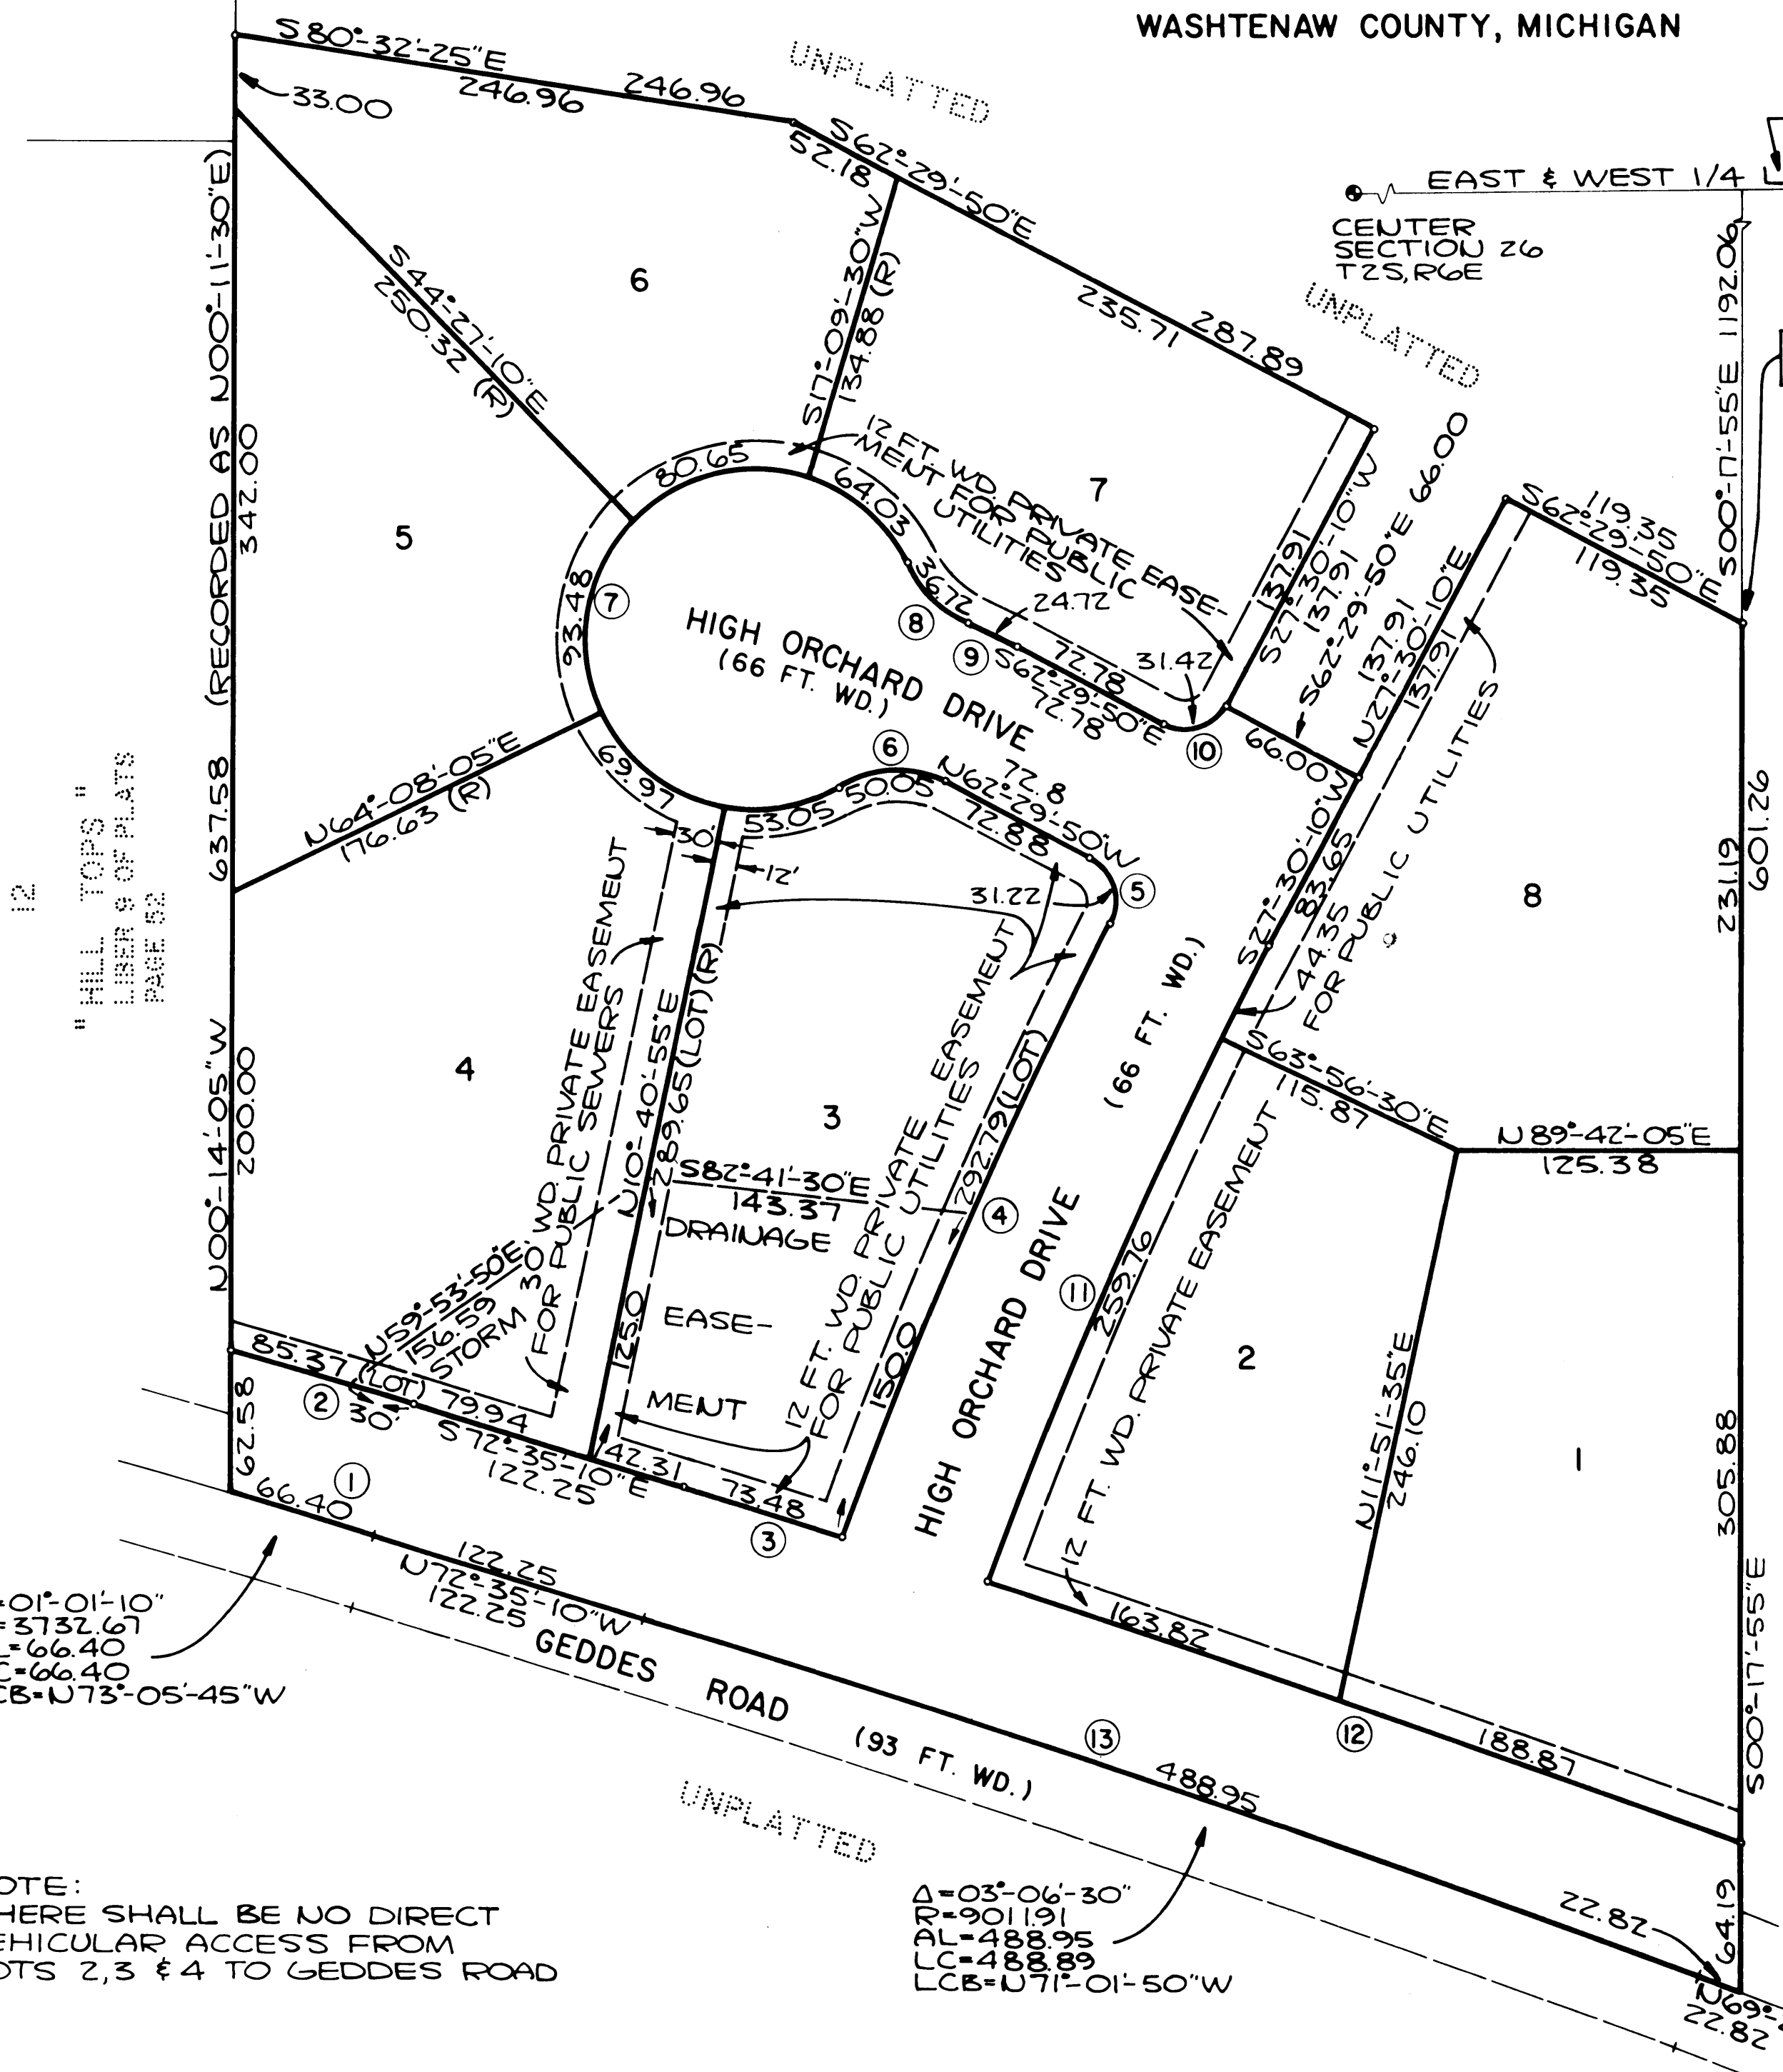 WASHTENAW COUNTY, MICHIGAN
S80°-32'-25"E
246.96
246.96
33.00
UNPLATTED
52.18
S62°-29'-50"E
EAST & WEST 1/4
CENTER
SECTION 26
T2S,R6E
S00°-17'-55"E 1192.06
(RECORDED AS N00°-11'-30"E)
342.00
S44°-27'-10"E
250.32 (R)
6
S17°-09'-30"W
134.88 (R)
235.71
287.89
UNPLATTED
12 FT. WD. PRIVATE EASE-
MENT FOR PUBLIC
UTILITIES
7
S27°-30'-10"W
137.91
137.91
S62°-29'-50"E 66.00
N27°-30'-10"E
137.91
137.91
119.35
S62°-29'-50"E
119.35
5
80.65
64.03
36.72
24.72
93.48
7
8
9
HIGH ORCHARD DRIVE
(66 FT. WD.)
72.78
S62°-29'-50"E
72.78
31.42
10
66.00
6
N64°-08'-05"E
176.63 (R)
69.97
53.05
50.05
72.8
N62°-29'-50"W
72.88
30'
12'
31.22
5
12
" HILL TOPS "
LIBER 9 OF PLATS
PAGE 52
637.58
N00°-14'-05"W
200.00
4
S27°-30'-10"W
83.65
44.35
FOR PUBLIC UTILITIES
8
231.19
601.26
30' WD. PRIVATE EASEMENT
FOR PUBLIC SEWERS
N10°-40'-55"E
289.65(LOT)(R)
3
S82°-41'-30"E
143.37
DRAINAGE
EASE-
MENT
12 FT. WD. PRIVATE EASEMENT
FOR PUBLIC UTILITIES
292.79(LOT)
4
(66 FT. WD.)
S63°-56'-30"E
115.87
N89°-42'-05"E
125.38
N59°-53'-50"E
156.59
STORM
125.0
150.0
HIGH ORCHARD DRIVE
11
259.76
12 FT. WD. PRIVATE EASEMENT
2
N11°-51'-35"E
246.10
1
305.88
S00°-17'-55"E
85.37 (LOT)
2
30'
79.94
S72°-35'-10"E
122.25
42.31
73.48
3
62.58
66.40
1
122.25
N72°-35'-10"W
122.25
GEDDES ROAD (93 FT. WD.)
163.82
12
188.87
13
488.95
=01°-01'-10"
=3732.67
=66.40
C=66.40
CB=N73°-05'-45"W
UNPLATTED
OTE:
HERE SHALL BE NO DIRECT
EHICULAR ACCESS FROM
OTS 2,3 & 4 TO GEDDES ROAD
Δ=03°-06'-30"
R=9011.91
AL=488.95
LC=488.89
LCB=N71°-01'-50"W
22.82
64.19
N69°-
22.82